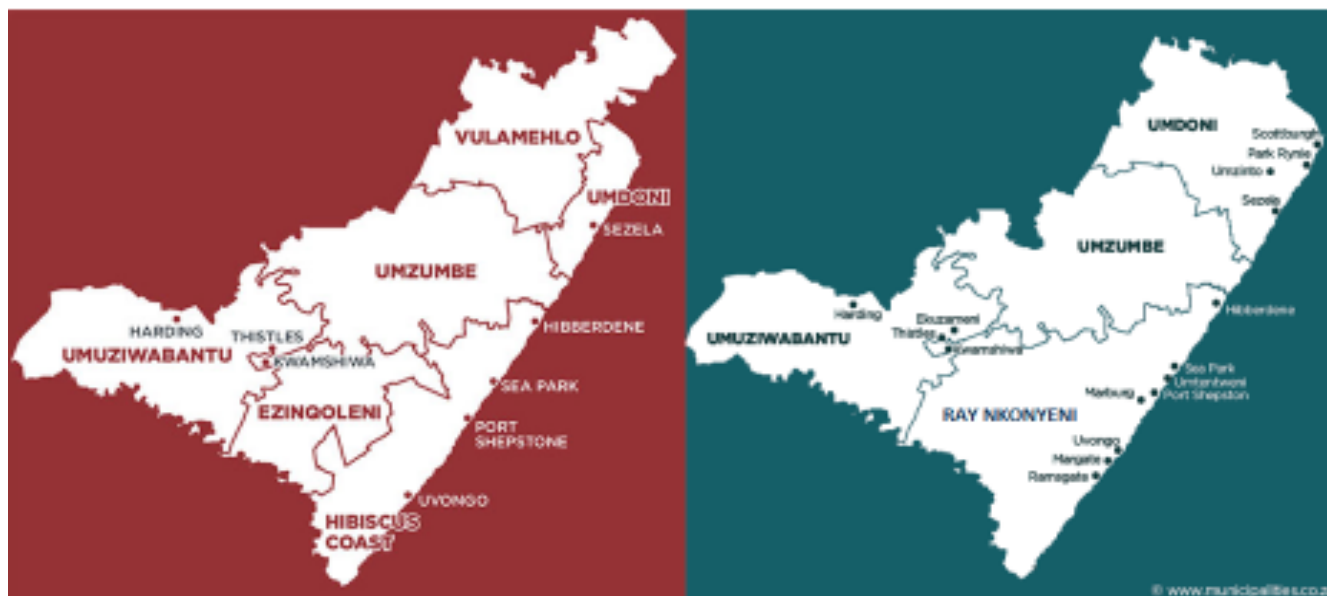 VULAMEHLO
UMDONI
SEZELA
UMZUMBE
HARDING
THISTLES
HIBBERDENE
UMUZIWABANTU
KWAMSHIWA
SEA PARK
EZINGOLENI
PORT
SHEPSTONE
UVONGO
HIBISCUS
COAST
UMDONI
Scottburgh
Park Rynie
Umzinto
Sezela
UMZUMBE
Harding
Hibberdene
Ekuzameni
Thistles
UMUZIWABANTU
Kwamshiwa
Sea Park
Umtentweni
Marburg
Port Shepston
RAY NKONYENI
Uvongo
Margate
Ramsgate
© www.municipalities.co.z